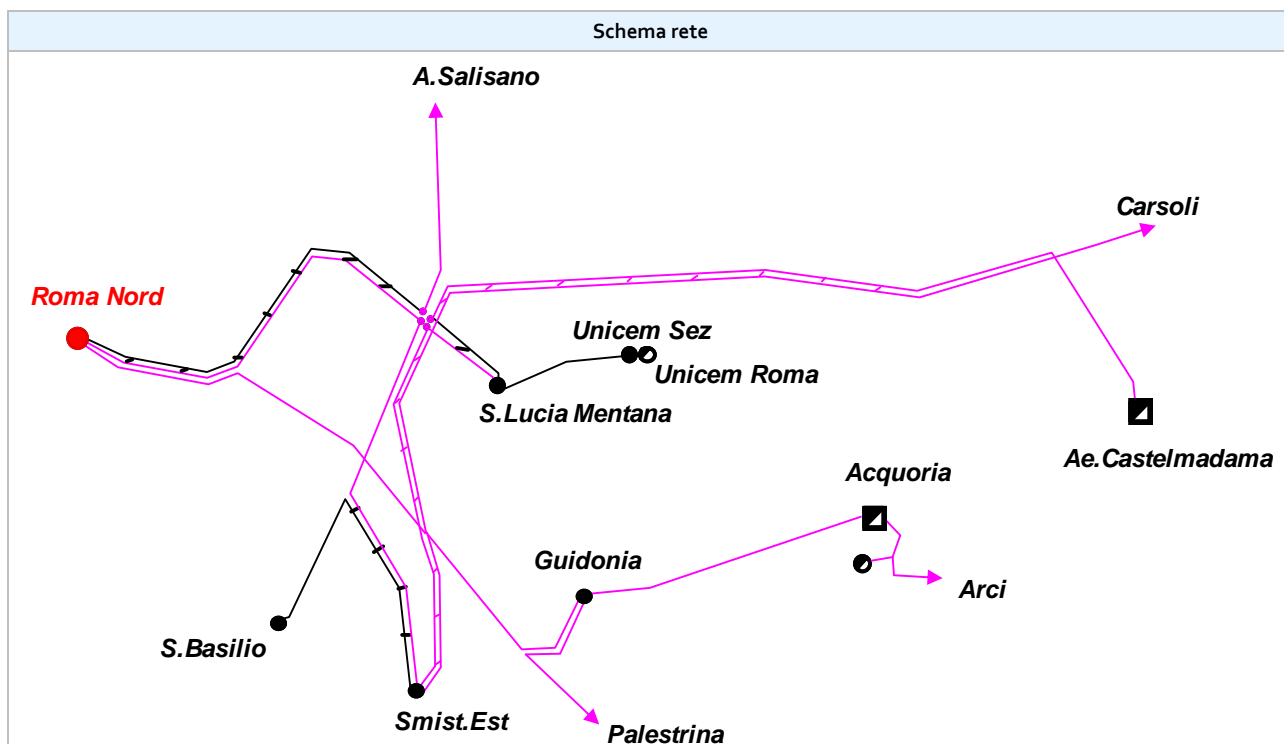 Schema rete
A.Salisano
Carsoli
Roma Nord
Unicem Sez
Unicem Roma
S.Lucia Mentana
Ae.Castelmadama
Acquoria
Guidonia
Arci
S.Basilio
Smist.Est
Palestrina